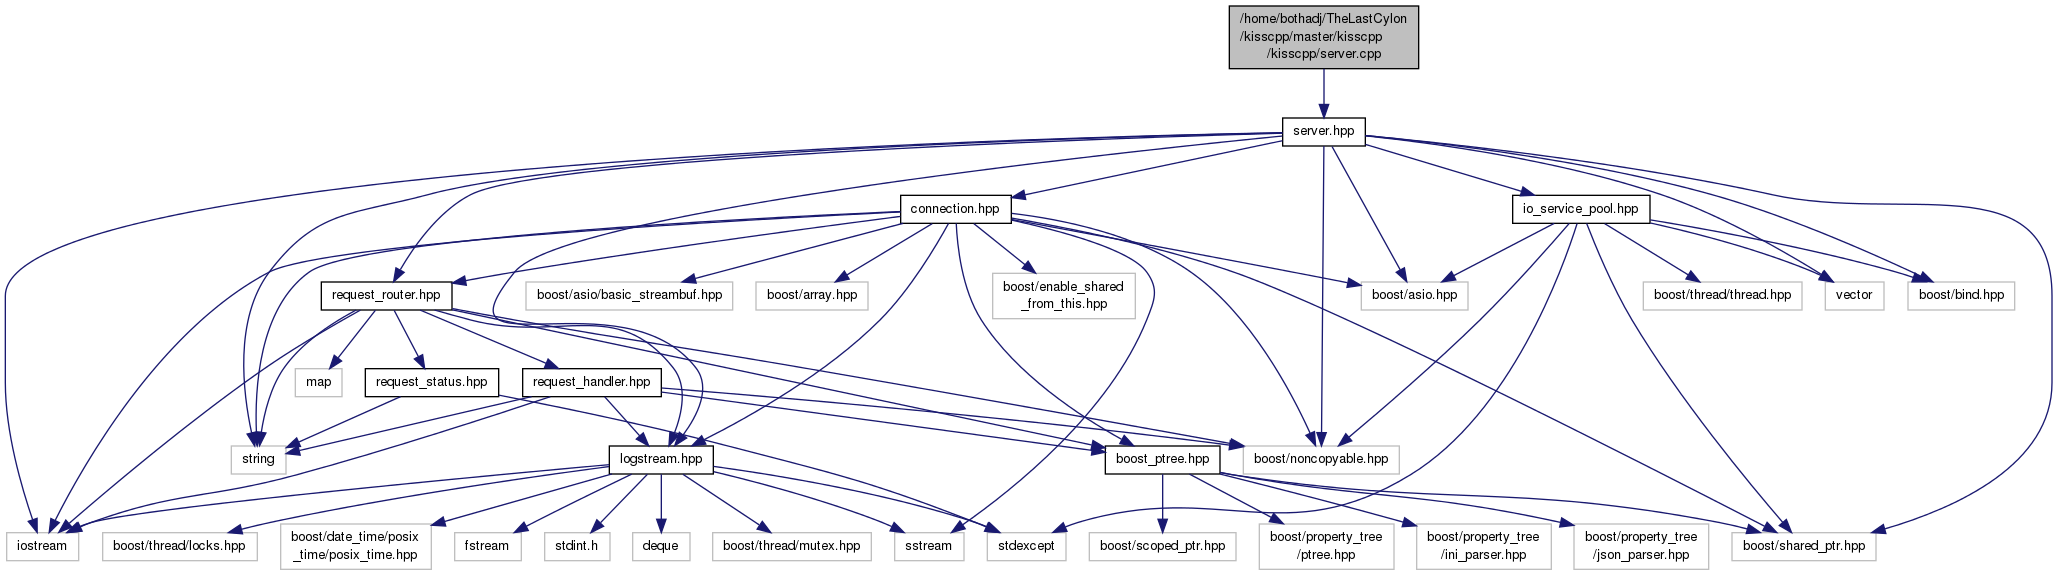 /home/bothadj/TheLastCylon
/kisscpp/master/kisscpp
/kisscpp/server.cpp
server.hpp
connection.hpp
io_service_pool.hpp
request_router.hpp
boost/asio/basic_streambuf.hpp
boost/array.hpp
boost/enable_shared
_from_this.hpp
boost/asio.hpp
boost/thread/thread.hpp
vector
boost/bind.hpp
map
request_status.hpp
request_handler.hpp
string
logstream.hpp
boost_ptree.hpp
boost/noncopyable.hpp
iostream
boost/thread/locks.hpp
boost/date_time/posix
_time/posix_time.hpp
fstream
stdint.h
deque
boost/thread/mutex.hpp
sstream
stdexcept
boost/scoped_ptr.hpp
boost/property_tree
/ptree.hpp
boost/property_tree
/ini_parser.hpp
boost/property_tree
/json_parser.hpp
boost/shared_ptr.hpp